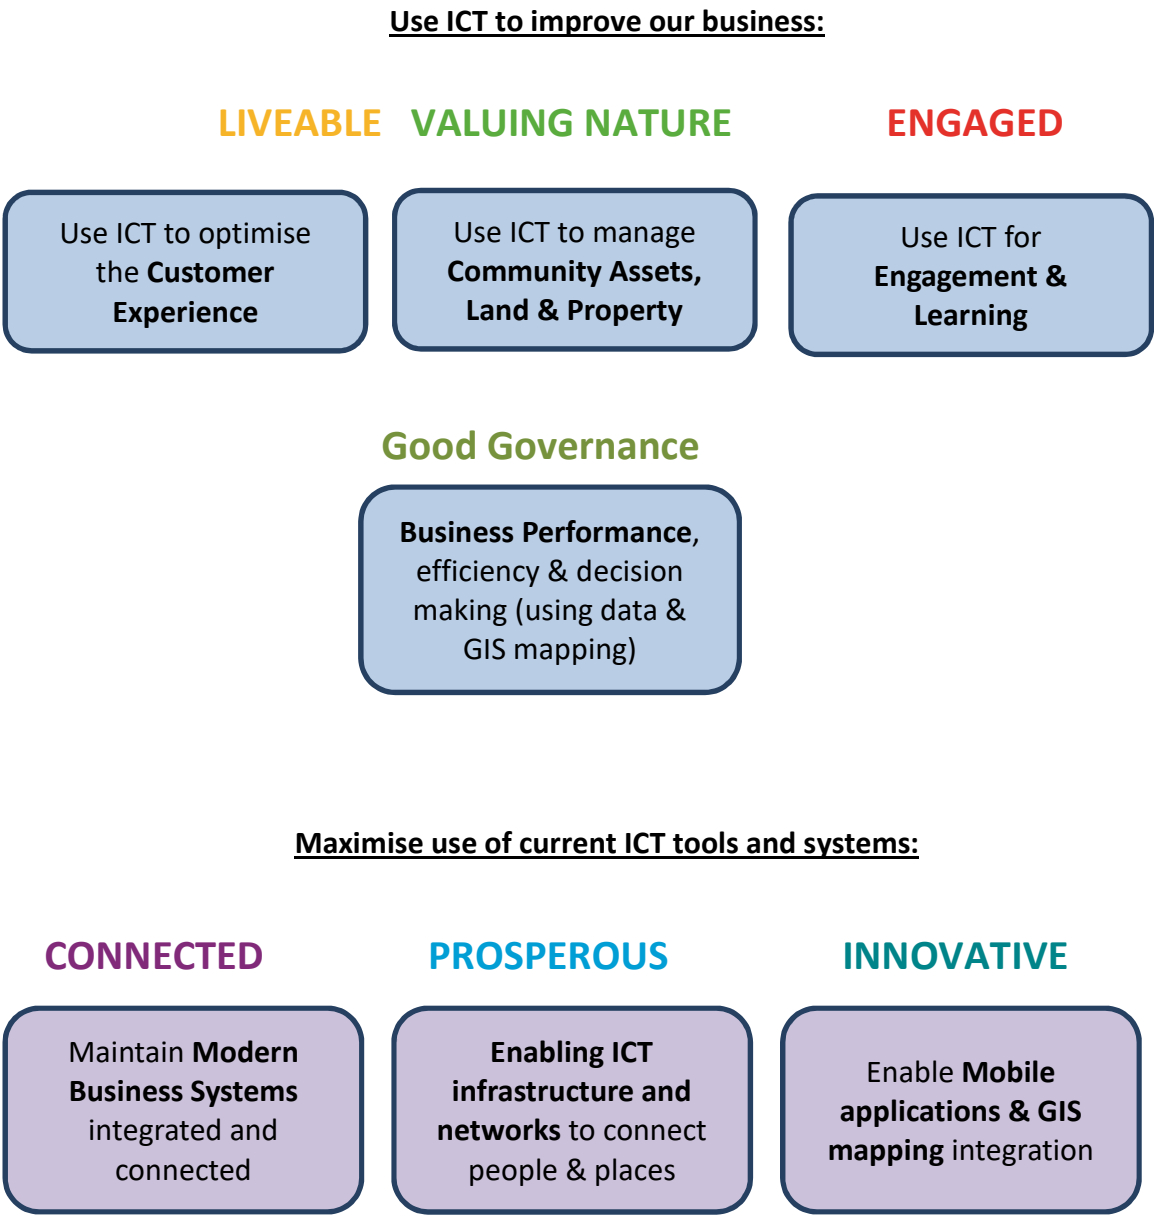 Use ICT to improve our business:
LIVEABLE VALUING NATURE ENGAGED
Use ICT to optimise
the Customer
Experience
Use ICT to manage
Community Assets,
Land & Property
Use ICT for
Engagement &
Learning
Good Governance
Business Performance,
efficiency & decision
making (using data &
GIS mapping)
Maximise use of current ICT tools and systems:
CONNECTED PROSPEROUS INNOVATIVE
Maintain Modern
Business Systems
integrated and
connected
Enabling ICT
infrastructure and
networks to connect
people & places
Enable Mobile
applications & GIS
mapping integration